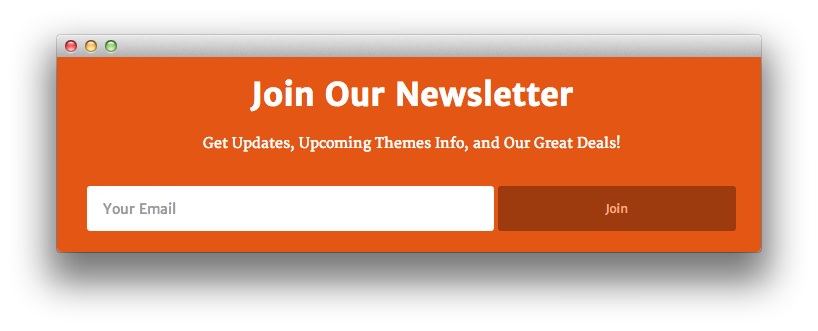 Join Our Newsletter
Get Updates, Upcoming Themes Info, and Our Great Deals!
Your Email
Join